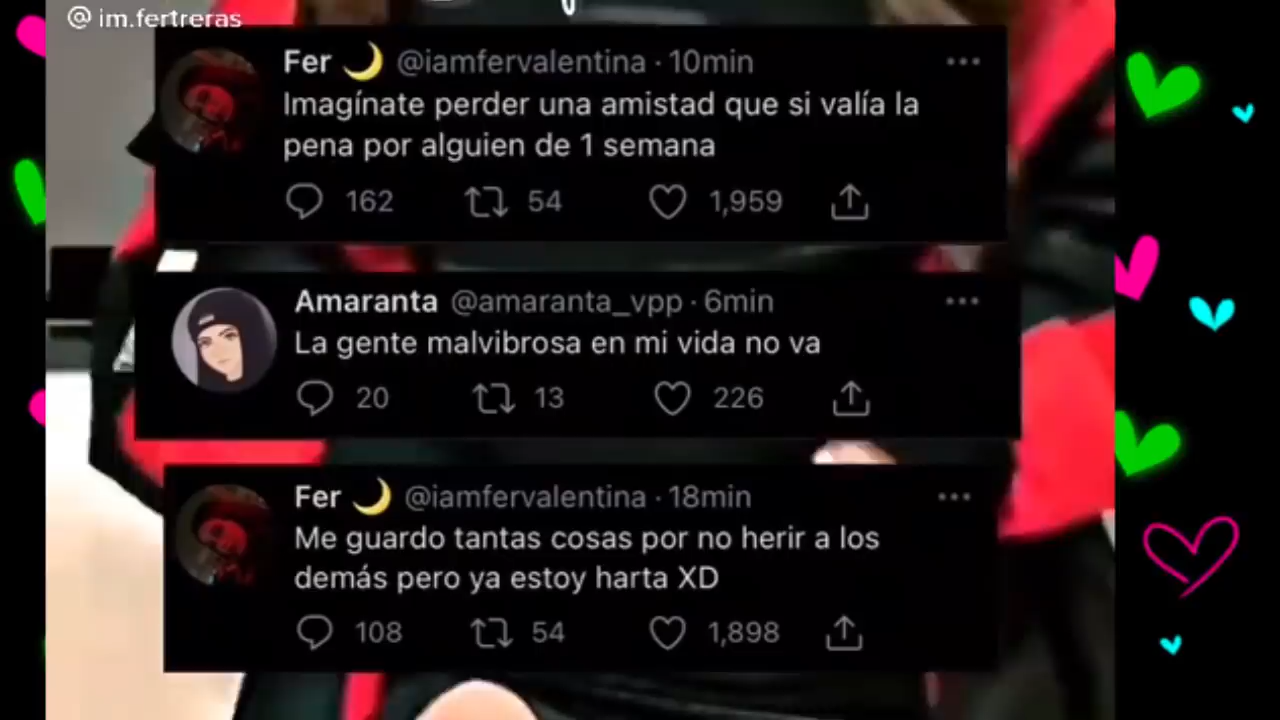 @ im.fertreras
Fer 🌙 @iamfervalentina · 10min
Imagínate perder una amistad que si valía la
pena por alguien de 1 semana
162 54 1,959
Amaranta @amaranta_vpp · 6min
La gente malvibrosa en mi vida no va
20 13 226
Fer 🌙 @iamfervalentina · 18min
Me guardo tantas cosas por no herir a los
demás pero ya estoy harta XD
108 54 1,898